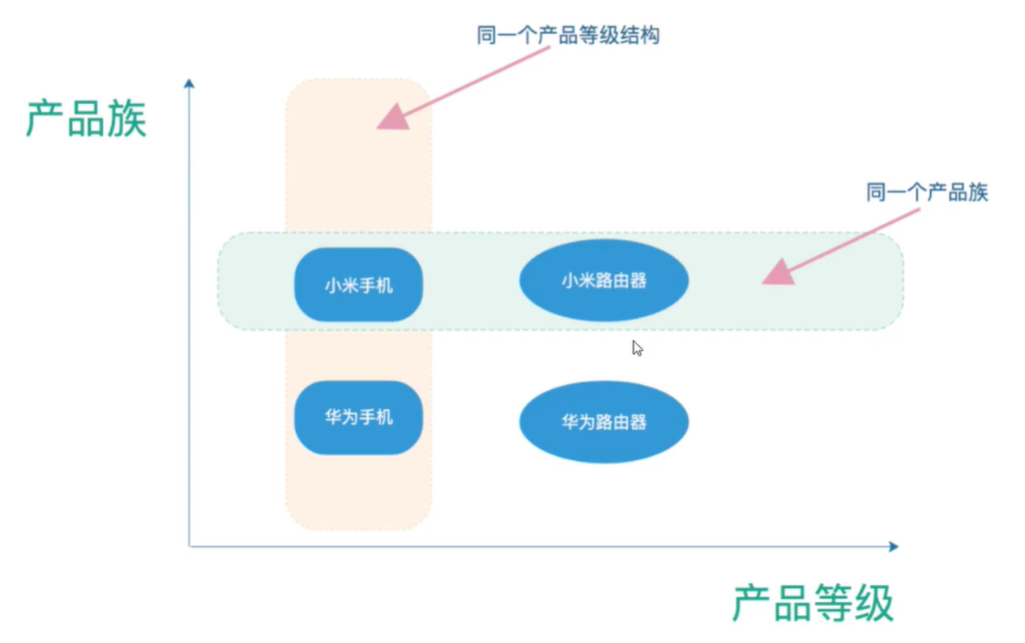 同一个产品等级结构
产品族
同一个产品族
小米手机
小米路由器
华为手机
华为路由器
产品等级